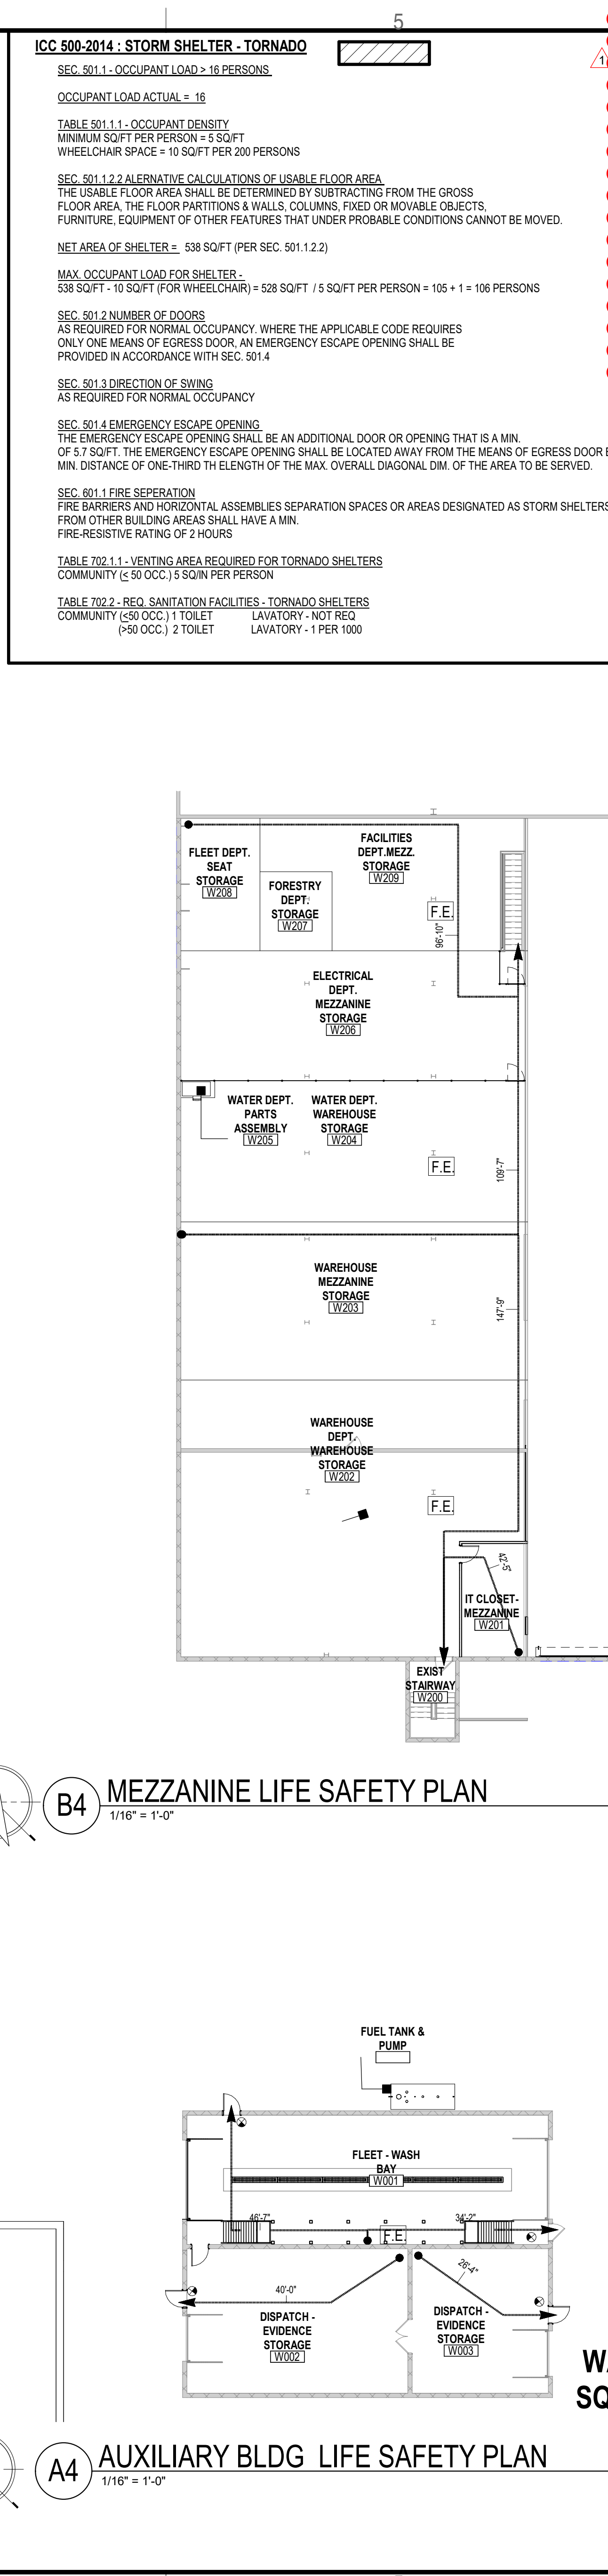 5
ICC 500-2014 : STORM SHELTER - TORNADO
1
SEC. 501.1 - OCCUPANT LOAD > 16 PERSONS
OCCUPANT LOAD ACTUAL = 16
TABLE 501.1.1 - OCCUPANT DENSITY
MINIMUM SQ/FT PER PERSON = 5 SQ/FT
WHEELCHAIR SPACE = 10 SQ/FT PER 200 PERSONS
SEC. 501.1.2.2 ALERNATIVE CALCULATIONS OF USABLE FLOOR AREA
THE USABLE FLOOR AREA SHALL BE DETERMINED BY SUBTRACTING FROM THE GROSS
FLOOR AREA, THE FLOOR PARTITIONS & WALLS, COLUMNS, FIXED OR MOVABLE OBJECTS,
FURNITURE, EQUIPMENT OF OTHER FEATURES THAT UNDER PROBABLE CONDITIONS CANNOT BE MOVED.
NET AREA OF SHELTER = 538 SQ/FT (PER SEC. 501.1.2.2)
MAX. OCCUPANT LOAD FOR SHELTER -
538 SQ/FT - 10 SQ/FT (FOR WHEELCHAIR) = 528 SQ/FT / 5 SQ/FT PER PERSON = 105 + 1 = 106 PERSONS
SEC. 501.2 NUMBER OF DOORS
AS REQUIRED FOR NORMAL OCCUPANCY. WHERE THE APPLICABLE CODE REQUIRES
ONLY ONE MEANS OF EGRESS DOOR, AN EMERGENCY ESCAPE OPENING SHALL BE
PROVIDED IN ACCORDANCE WITH SEC. 501.4
SEC. 501.3 DIRECTION OF SWING
AS REQUIRED FOR NORMAL OCCUPANCY
SEC. 501.4 EMERGENCY ESCAPE OPENING
THE EMERGENCY ESCAPE OPENING SHALL BE AN ADDITIONAL DOOR OR OPENING THAT IS A MIN.
OF 5.7 SQ/FT. THE EMERGENCY ESCAPE OPENING SHALL BE LOCATED AWAY FROM THE MEANS OF EGRESS DOOR
MIN. DISTANCE OF ONE-THIRD TH ELENGTH OF THE MAX. OVERALL DIAGONAL DIM. OF THE AREA TO BE SERVED.
SEC. 601.1 FIRE SEPERATION
FIRE BARRIERS AND HORIZONTAL ASSEMBLIES SEPARATION SPACES OR AREAS DESIGNATED AS STORM SHELTERS
FROM OTHER BUILDING AREAS SHALL HAVE A MIN.
FIRE-RESISTIVE RATING OF 2 HOURS
TABLE 702.1.1 - VENTING AREA REQUIRED FOR TORNADO SHELTERS
COMMUNITY (≤ 50 OCC.) 5 SQ/IN PER PERSON
TABLE 702.2 - REQ. SANITATION FACILITIES - TORNADO SHELTERS
COMMUNITY (≤50 OCC.) 1 TOILET LAVATORY - NOT REQ
(>50 OCC.) 2 TOILET LAVATORY - 1 PER 1000
FLEET DEPT.
SEAT
STORAGE
W208
FORESTRY
DEPT.
STORAGE
W207
FACILITIES
DEPT.MEZZ.
STORAGE
W209
F.E.
96'-10"
ELECTRICAL
DEPT.
MEZZANINE
STORAGE
W206
WATER DEPT.
PARTS
ASSEMBLY
W205
WATER DEPT.
WAREHOUSE
STORAGE
W204
F.E.
109'-7"
WAREHOUSE
MEZZANINE
STORAGE
W203
147'-9"
WAREHOUSE
DEPT.
WAREHOUSE
STORAGE
W202
F.E.
42'-5"
IT CLOSET-
MEZZANINE
W201
EXIST
STAIRWAY
W200
B4
MEZZANINE LIFE SAFETY PLAN
1/16" = 1'-0"
FUEL TANK &
PUMP
FLEET - WASH
BAY
W001
46'-7"
34'-2"
F.E.
40'-0"
26'-4"
DISPATCH -
EVIDENCE
STORAGE
W002
DISPATCH -
EVIDENCE
STORAGE
W003
A4
AUXILIARY BLDG LIFE SAFETY PLAN
1/16" = 1'-0"